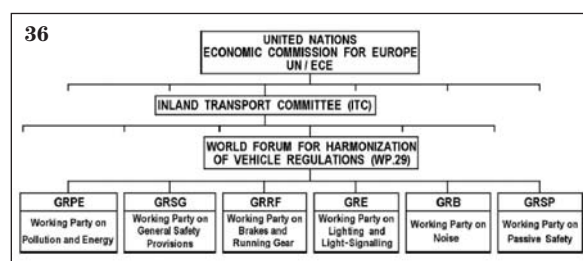 36
UNITED NATIONS
ECONOMIC COMMISSION FOR EUROPE
UN / ECE
INLAND TRANSPORT COMMITTEE (ITC)
WORLD FORUM FOR HARMONIZATION
OF VEHICLE REGULATIONS (WP.29)
GRPE
Working Party on
Pollution and Energy
GRSG
Working Party on
General Safety
Provisions
GRRF
Working Party on
Brakes and
Running Gear
GRE
Working Party on
Lighting and
Light-Signalling
GRB
Working Party on
Noise
GRSP
Working Party on
Passive Safety